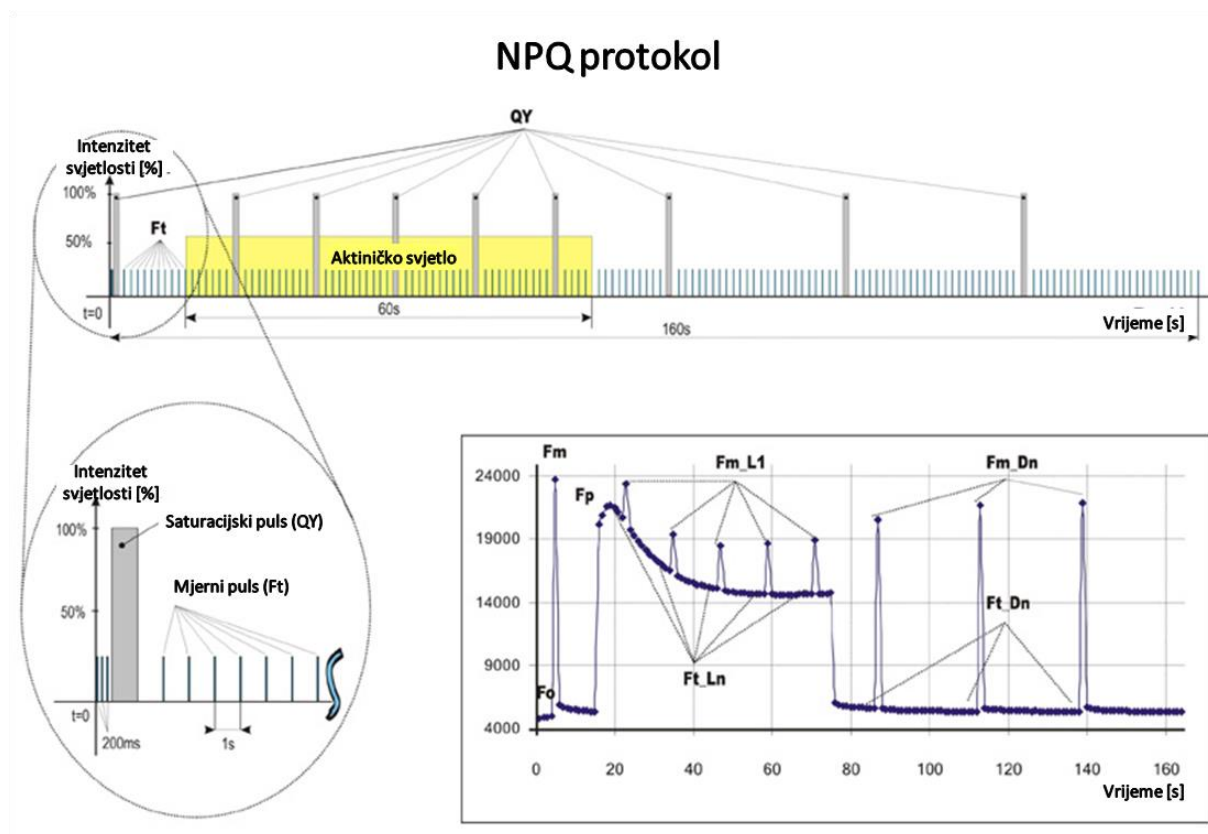 NPQ protokol
QY
Intenzitet
svjetlosti [%]
100%
Ft
50%
Aktiničko svjetlo
t=0
60s
160s
Vrijeme [s]
Intenzitet
svjetlosti [%]
100%
Saturacijski puls (QY)
Mjerni puls (Ft)
50%
t=0
200ms
1s
Fm
Fm_L1
Fm_Dn
24000
Fp
19000
14000
Ft_Dn
9000
Ft_Ln
Fo
4000
0
20
40
60
80
100
120
140
160
Vrijeme [s]